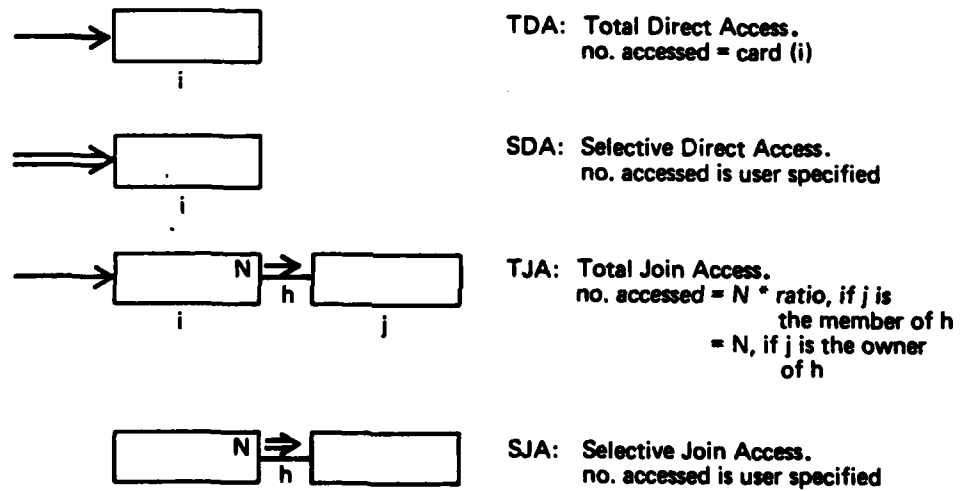 TDA: Total Direct Access.
no. accessed = card (i)
i
SDA: Selective Direct Access.
no. accessed is user specified
i
N
h
i
j
TJA: Total Join Access.
no. accessed = N * ratio, if j is
the member of h
= N, if j is the owner
of h
N
h
SJA: Selective Join Access.
no. accessed is user specified